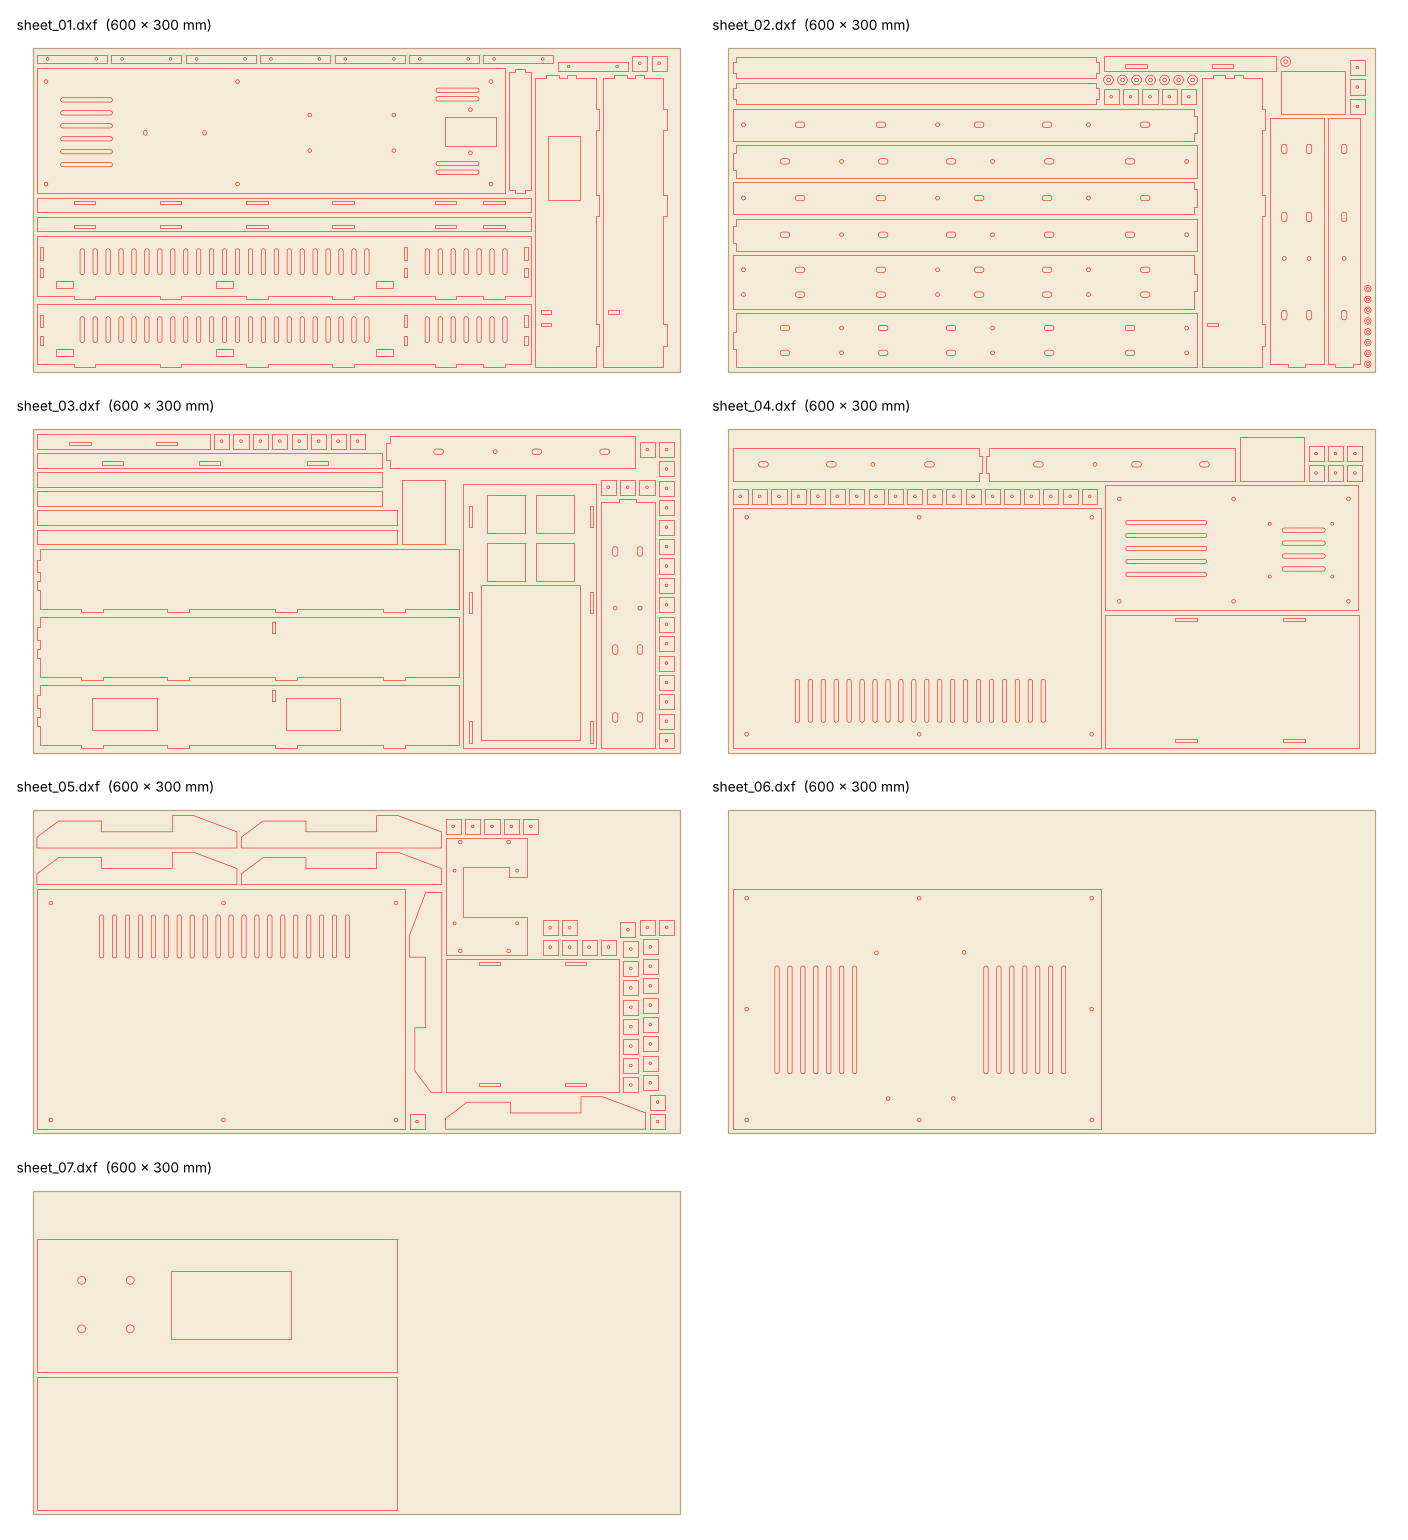 sheet_01.dxf (600 × 300 mm)
sheet_02.dxf (600 × 300 mm)
sheet_03.dxf (600 × 300 mm)
sheet_04.dxf (600 × 300 mm)
sheet_05.dxf (600 × 300 mm)
sheet_06.dxf (600 × 300 mm)
sheet_07.dxf (600 × 300 mm)